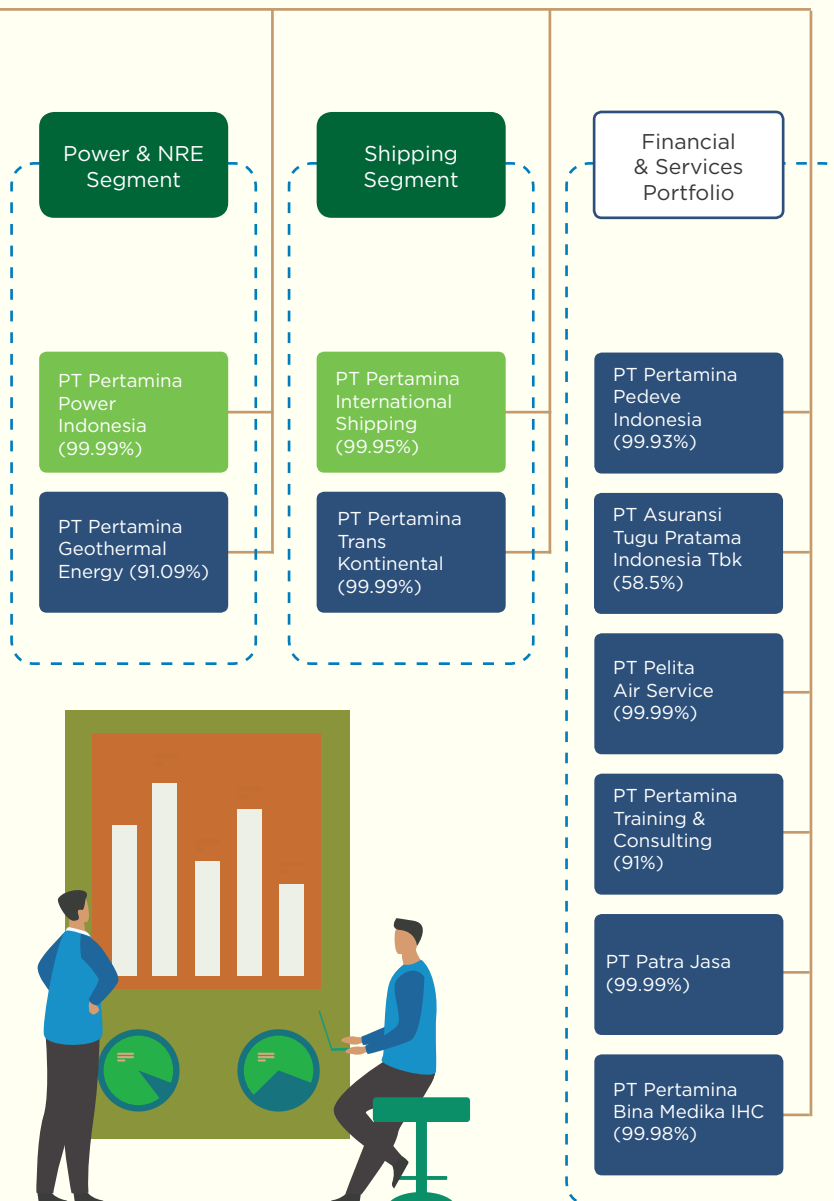 Power & NRE
Segment
PT Pertamina
Power
Indonesia
(99.99%)
PT Pertamina
Geothermal
Energy (91.09%)
Shipping
Segment
PT Pertamina
International
Shipping
(99.95%)
PT Pertamina
Trans
Kontinental
(99.99%)
Financial
& Services
Portfolio
PT Pertamina
Pedeve
Indonesia
(99.93%)
PT Asuransi
Tugu Pratama
Indonesia Tbk
(58.5%)
PT Pelita
Air Service
(99.99%)
PT Pertamina
Training &
Consulting
(91%)
PT Patra Jasa
(99.99%)
PT Pertamina
Bina Medika IHC
(99.98%)